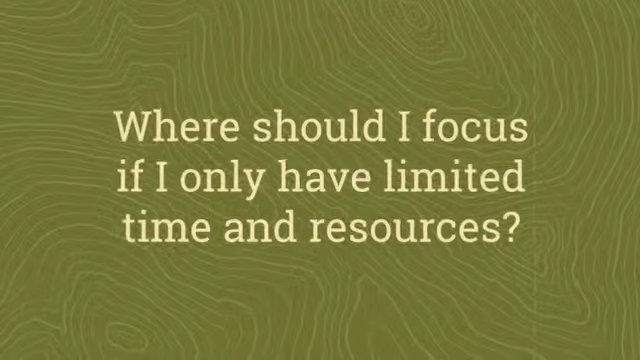 Where should I focus
if I only have limited
time and resources?